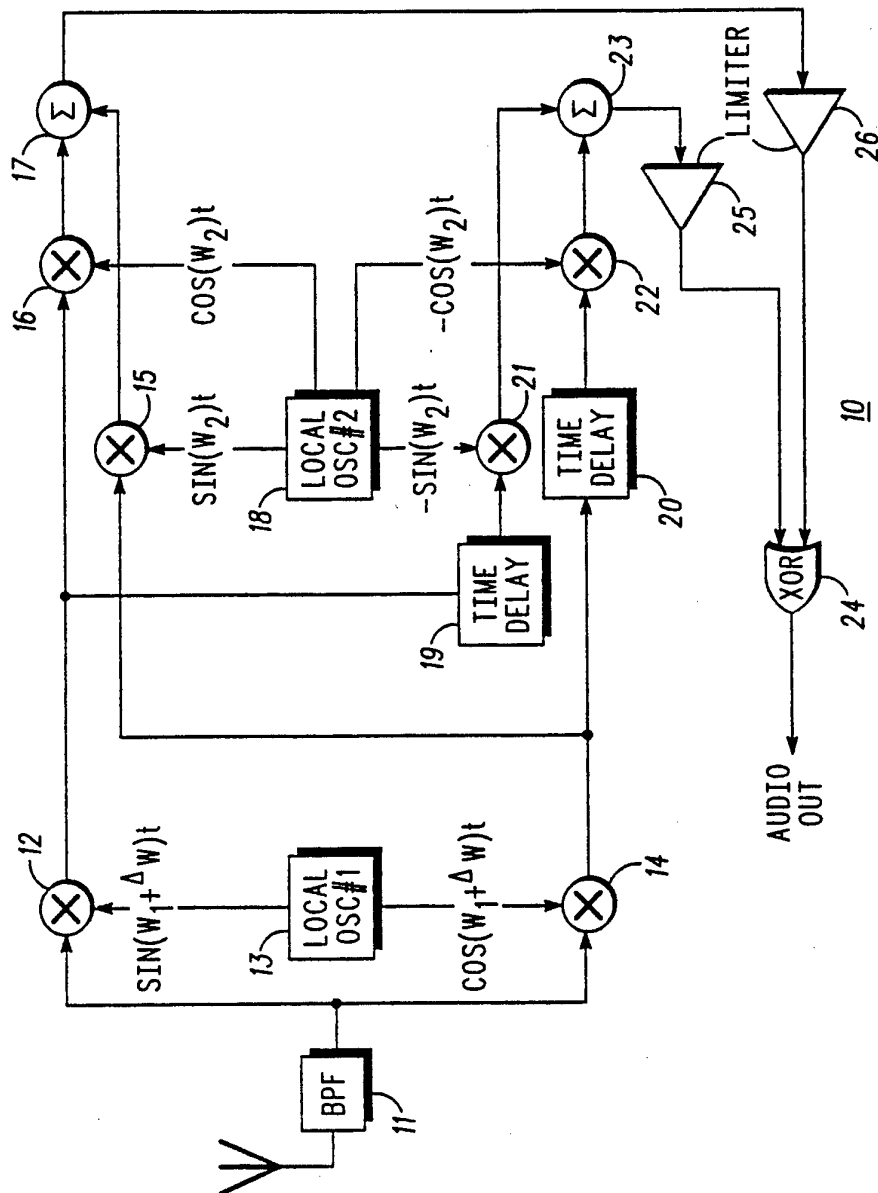 17
Σ
16
15
COS(W₂)t
SIN(W₂)t
12
SIN(W₁+ΔW)t
LOCAL
OSC#2
18
LOCAL
OSC#1
13
COS(W₁+ΔW)t
14
BPF
11
-SIN(W₂)t
-COS(W₂)t
21
TIME
DELAY
19
TIME
DELAY
20
22
Σ
23
LIMITER
25
26
XOR
24
AUDIO
OUT
10